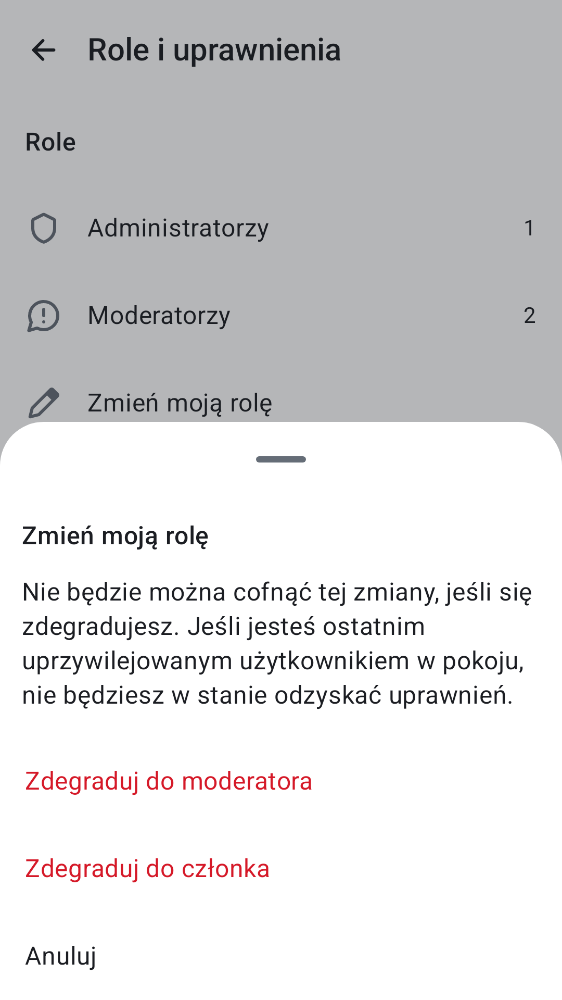 Role i uprawnienia
Role
Administratorzy 1
Moderatorzy 2
Zmień moją rolę
Zmień moją rolę
Nie będzie można cofnąć tej zmiany, jeśli się
zdegradujesz. Jeśli jesteś ostatnim
uprzywilejowanym użytkownikiem w pokoju,
nie będziesz w stanie odzyskać uprawnień.
Zdegraduj do moderatora
Zdegraduj do członka
Anuluj